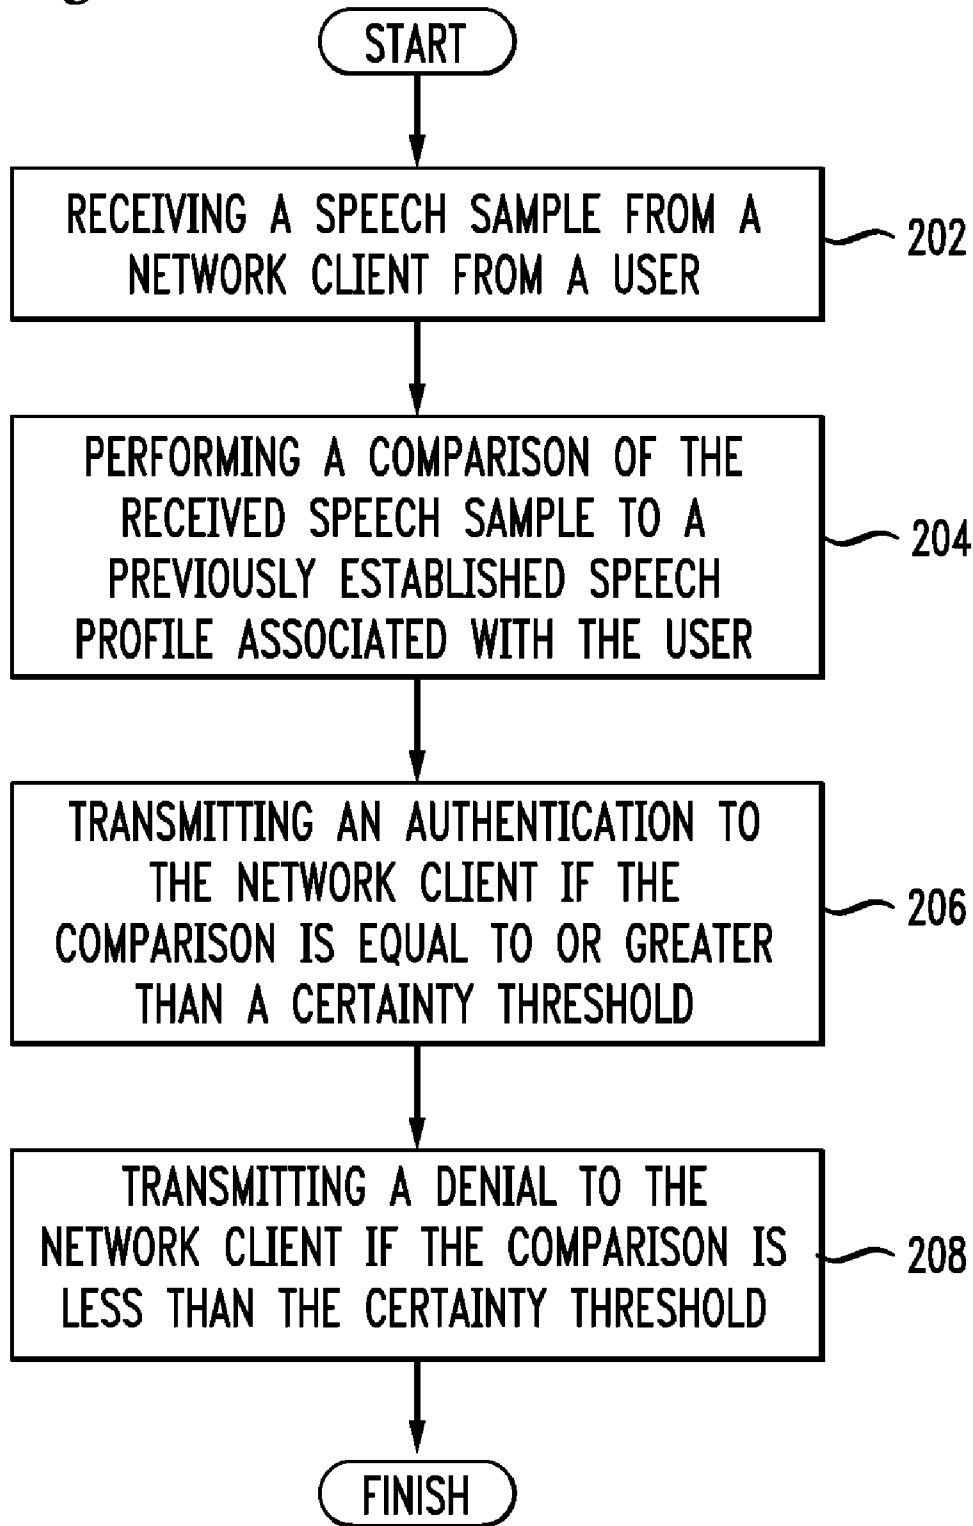 START
RECEIVING A SPEECH SAMPLE FROM A
NETWORK CLIENT FROM A USER
202
PERFORMING A COMPARISON OF THE
RECEIVED SPEECH SAMPLE TO A
PREVIOUSLY ESTABLISHED SPEECH
PROFILE ASSOCIATED WITH THE USER
204
TRANSMITTING AN AUTHENTICATION TO
THE NETWORK CLIENT IF THE
COMPARISON IS EQUAL TO OR GREATER
THAN A CERTAINTY THRESHOLD
206
TRANSMITTING A DENIAL TO THE
NETWORK CLIENT IF THE COMPARISON IS
LESS THAN THE CERTAINTY THRESHOLD
208
FINISH